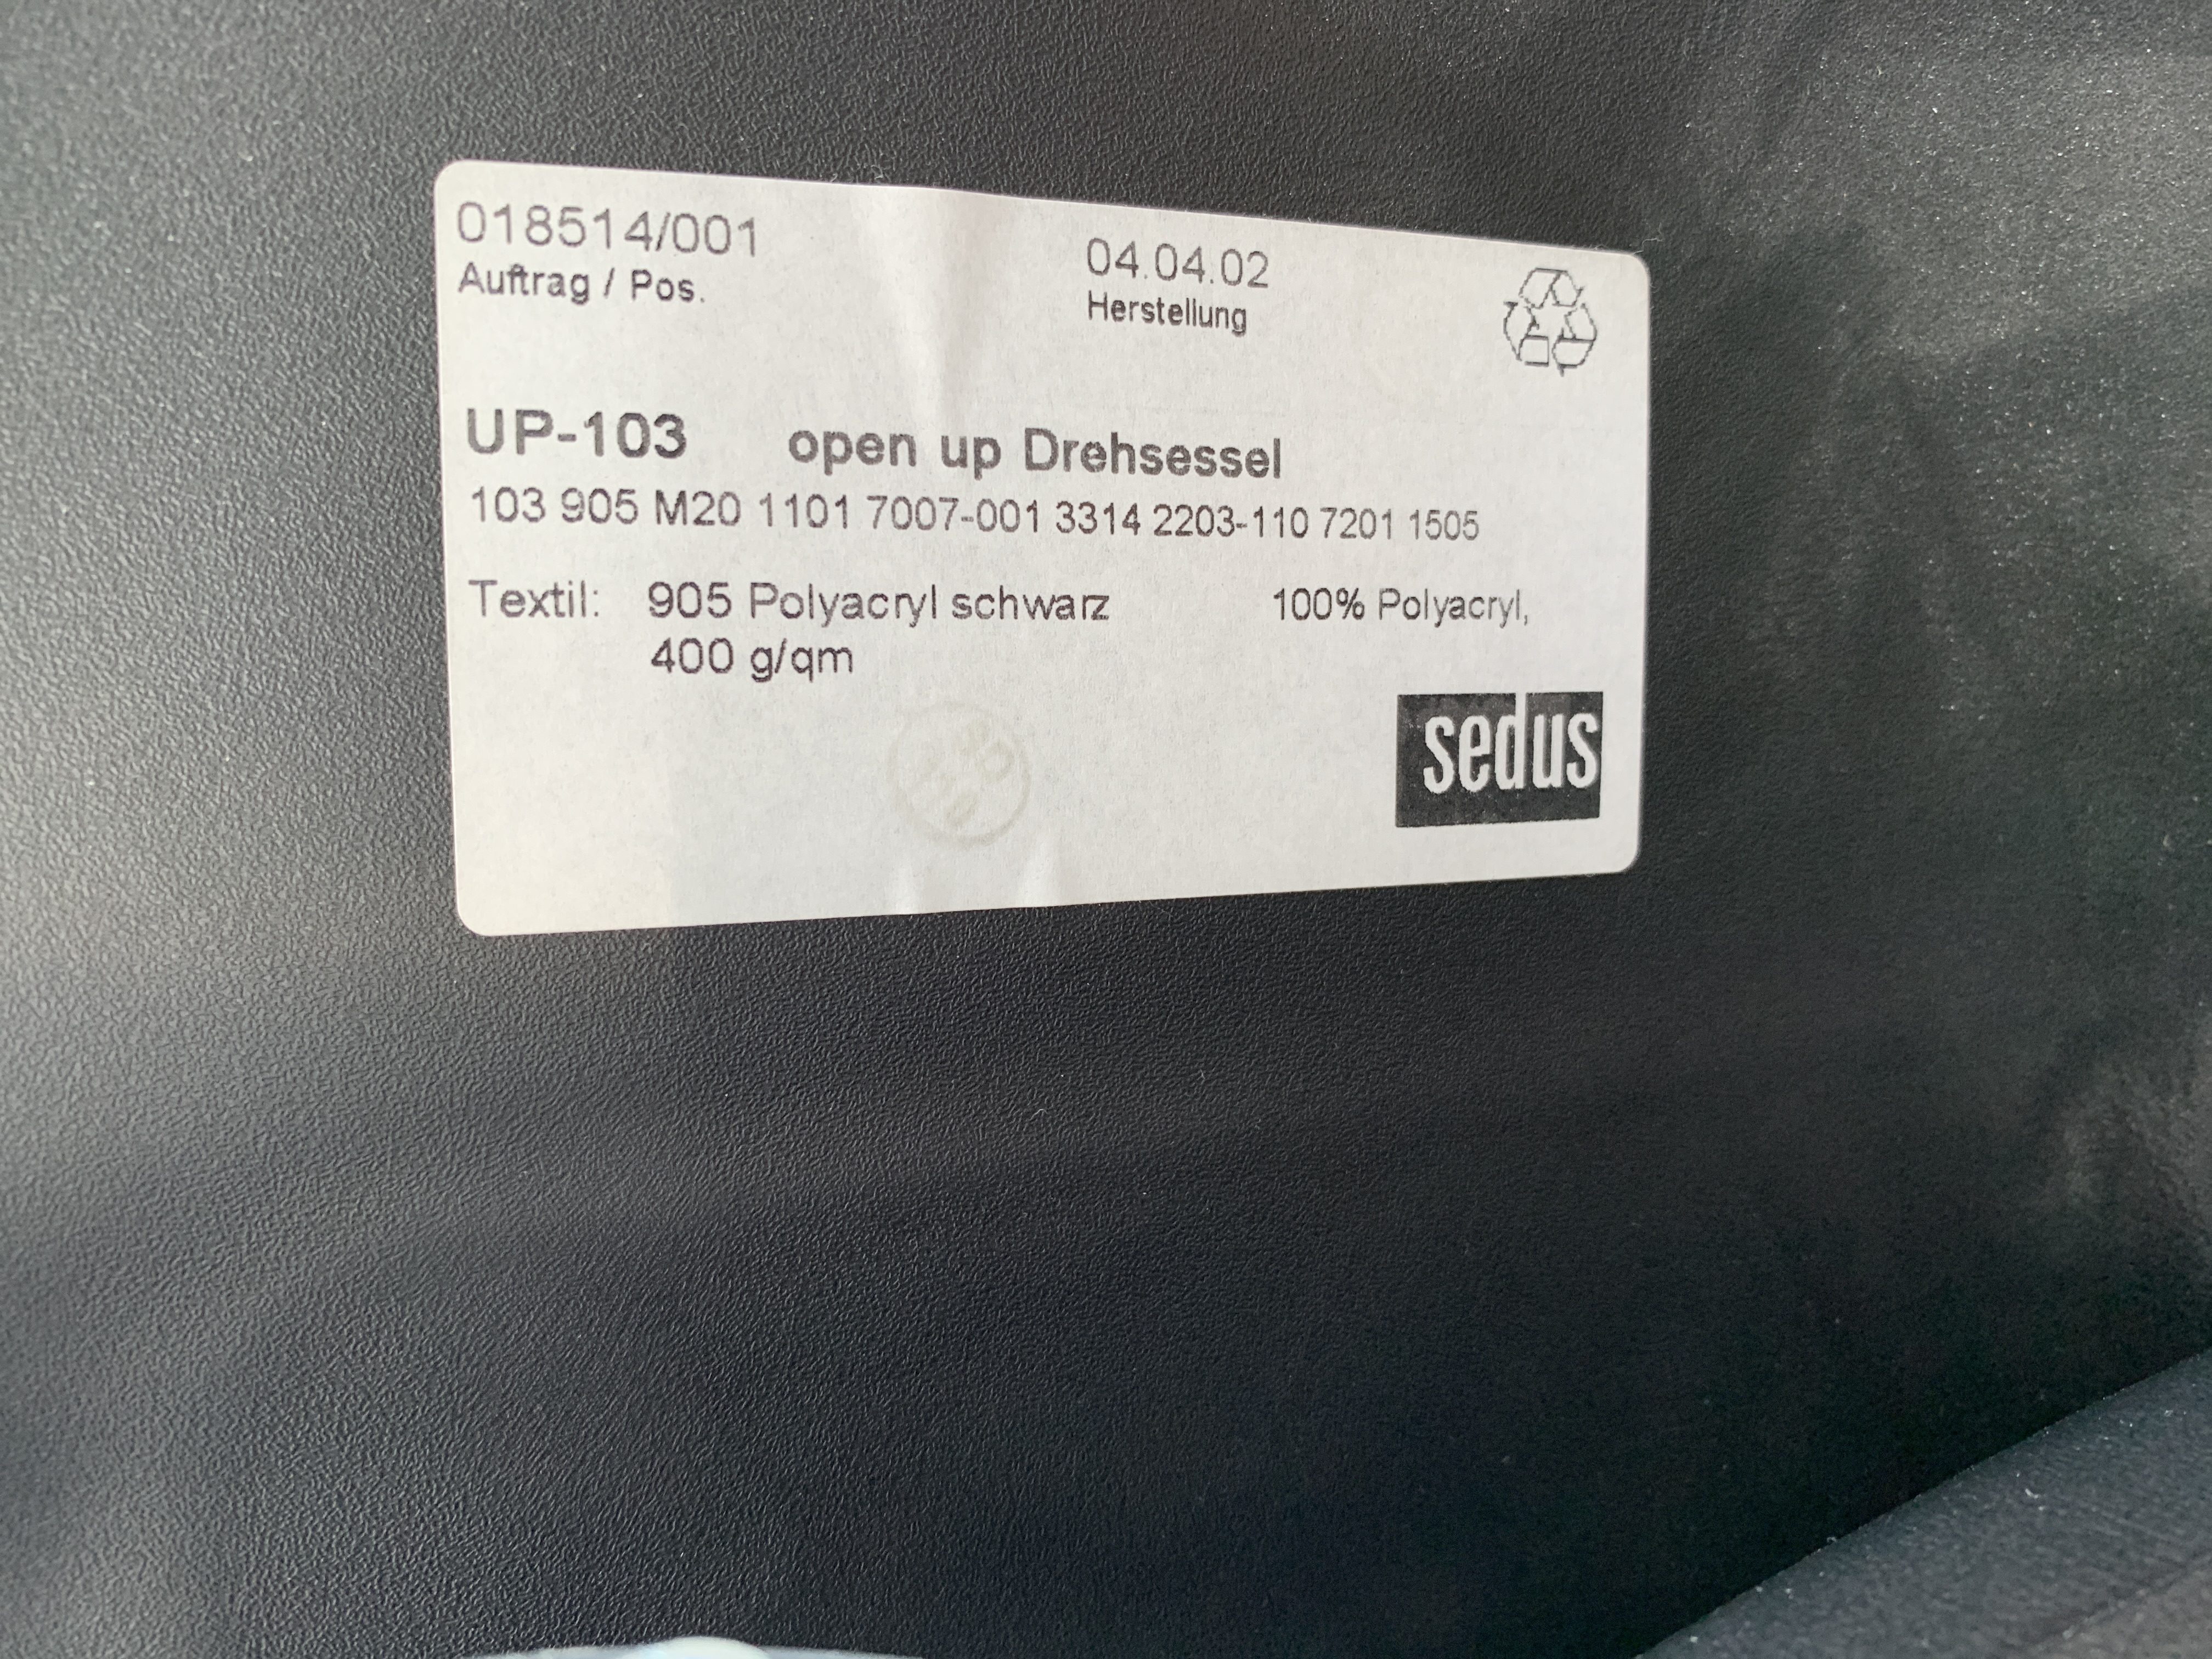 018514/001
Auftrag / Pos.
04.04.02
Herstellung
UP-103 open up Drehsessel
103 905 M20 1101 7007-001 3314 2203-110 7201 1505
Textil: 905 Polyacryl schwarz 100% Polyacryl,
400 g/qm
sedus